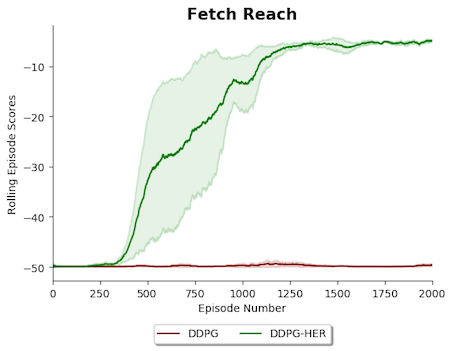 Fetch Reach
Rolling Episode Scores
−10
−20
−30
−40
−50
0 250 500 750 1000 1250 1500 1750 2000
Episode Number
DDPG DDPG-HER